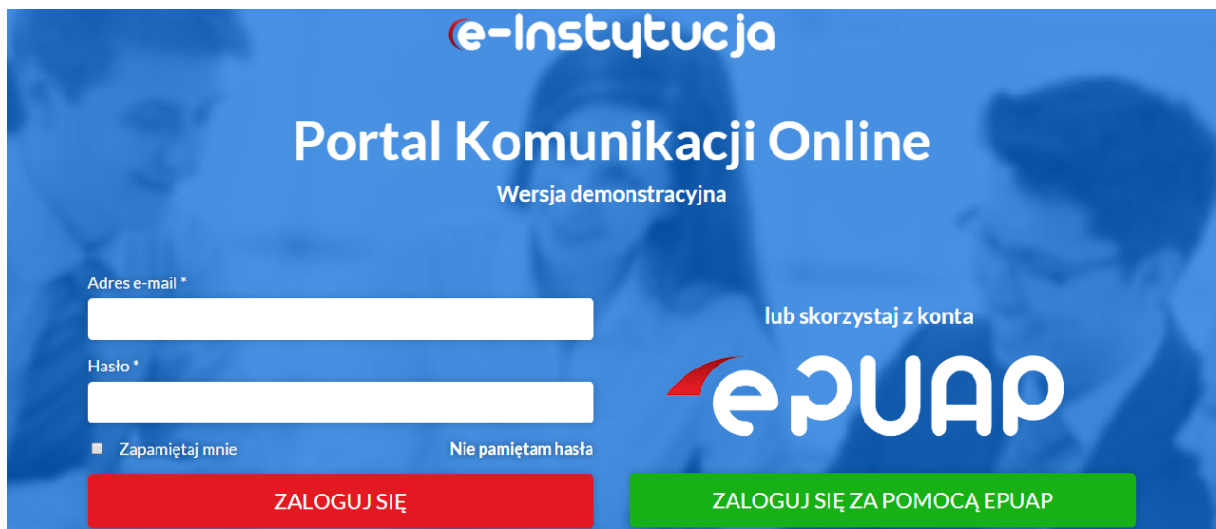 e-Instytucja
Portal Komunikacji Online
Wersja demonstracyjna
Adres e-mail *
Hasło *
Zapamiętaj mnie
Nie pamiętam hasła
ZALOGUJ SIĘ
lub skorzystaj z konta
ePUAP
ZALOGUJ SIĘ ZA POMOCĄ EPUAP